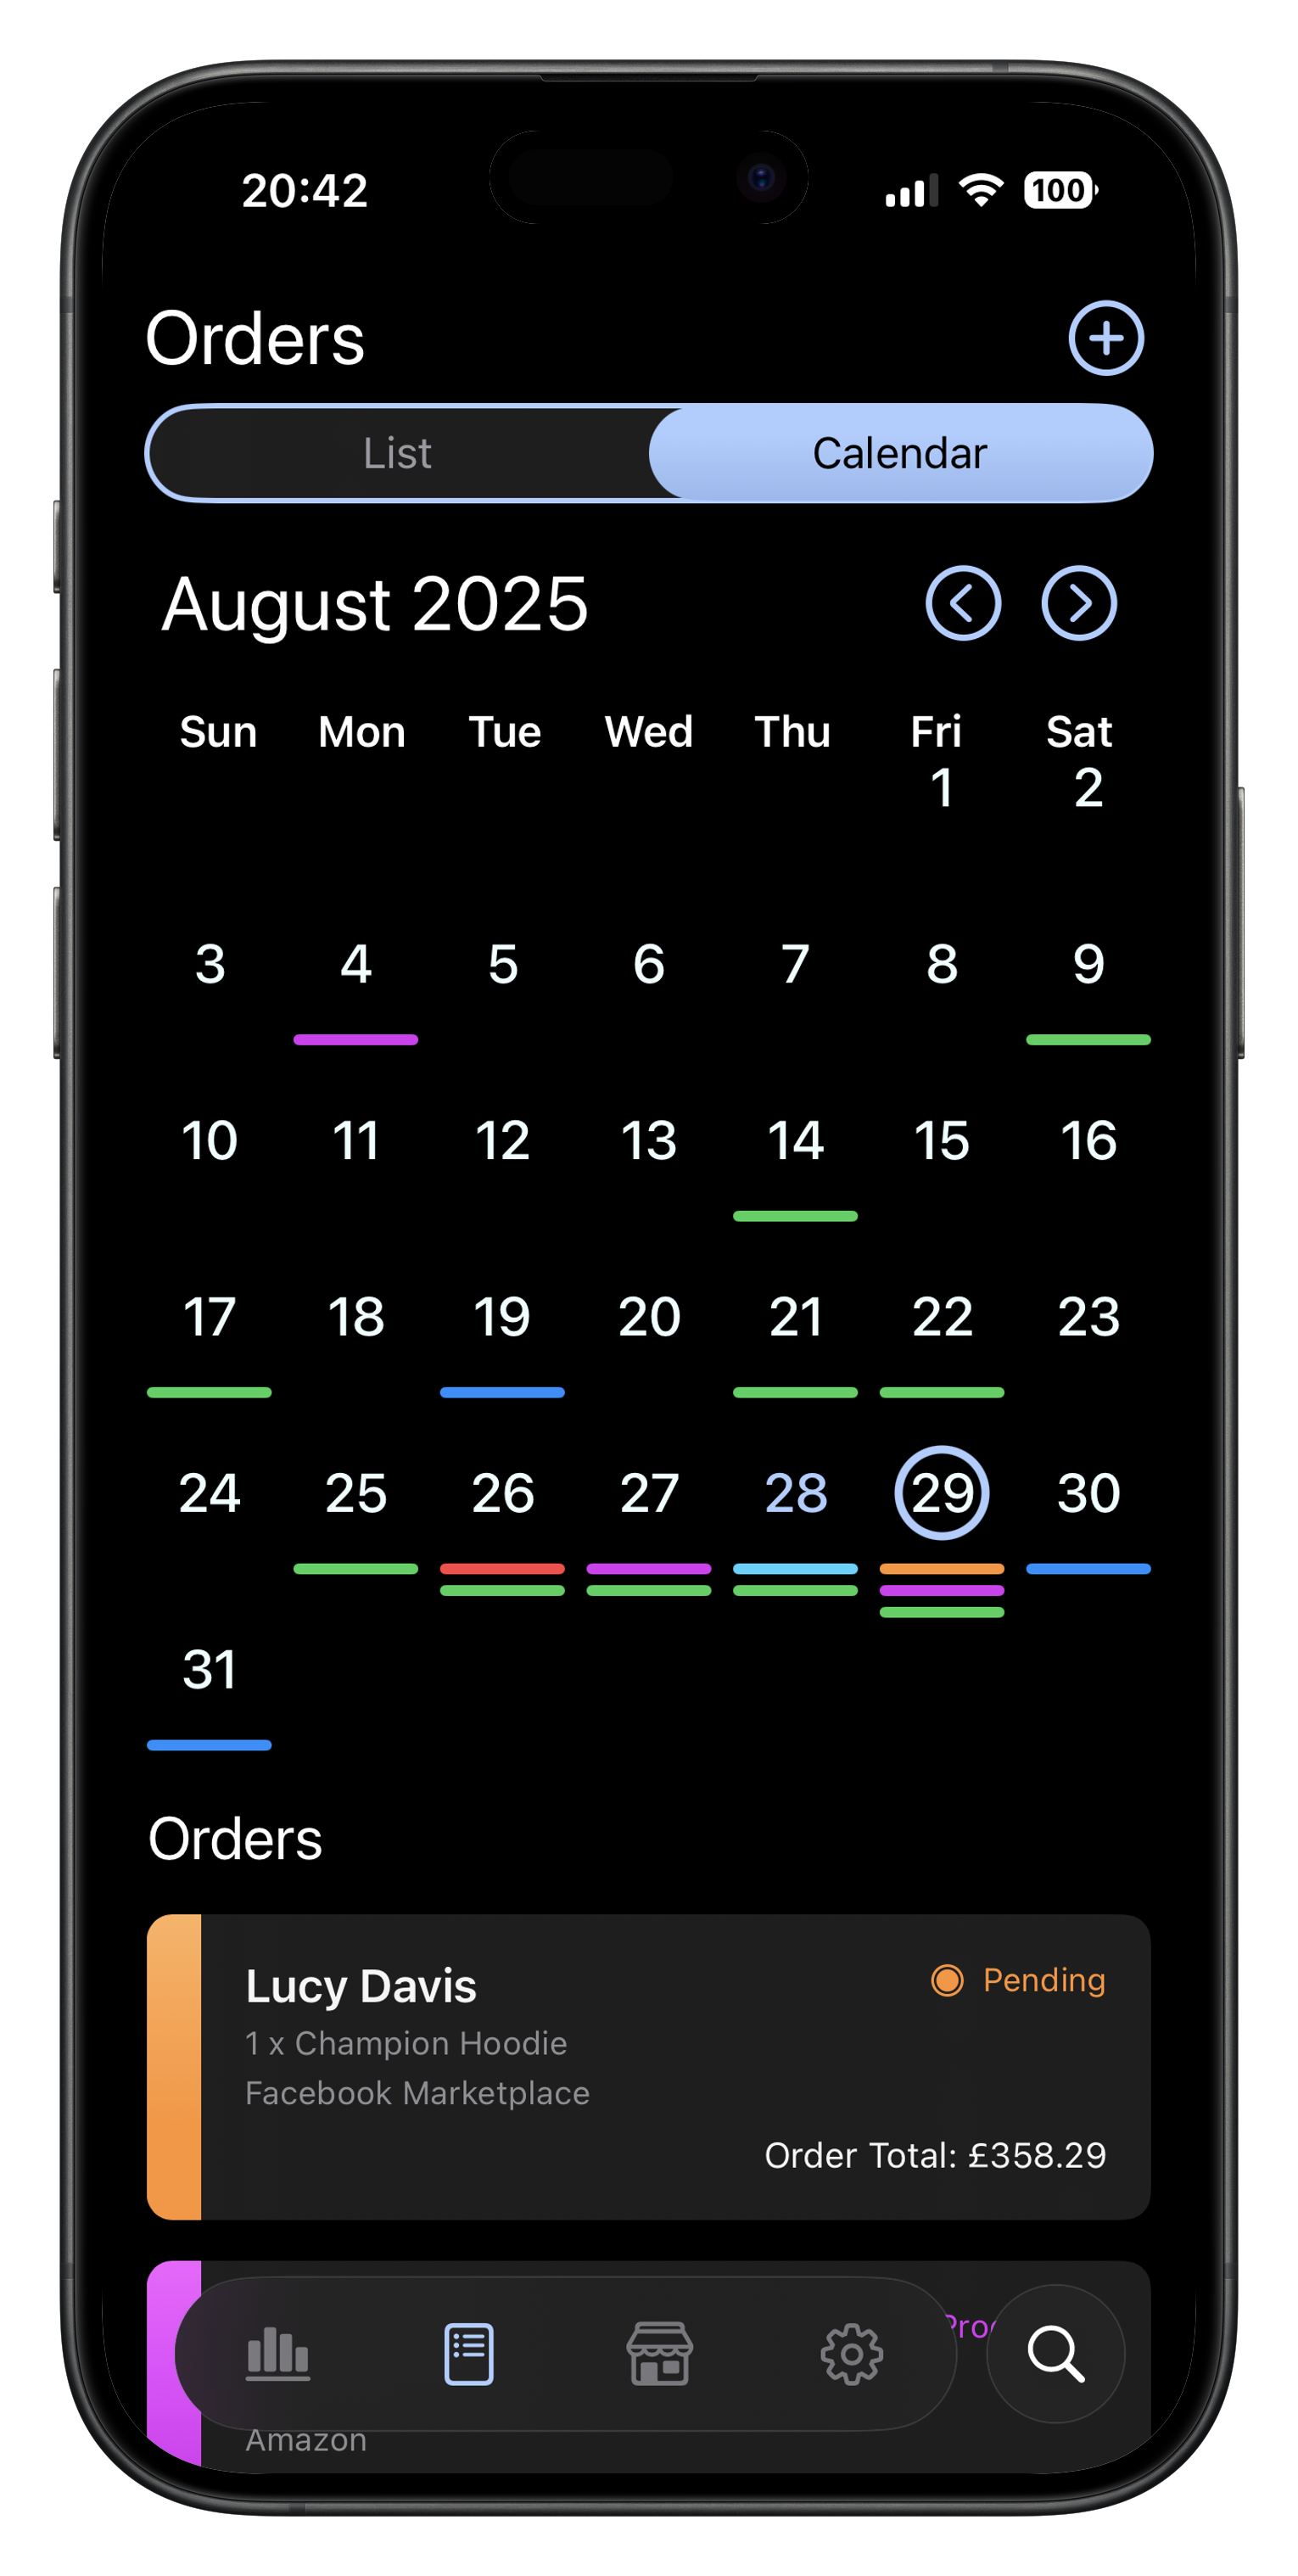 20:42
100
Orders
List
Calendar
August 2025
Sun Mon Tue Wed Thu Fri Sat
1 2
3 4 5 6 7 8 9
10 11 12 13 14 15 16
17 18 19 20 21 22 23
24 25 26 27 28 29 30
31
Orders
Lucy Davis
Pending
1 x Champion Hoodie
Facebook Marketplace
Order Total: £358.29
Amazon